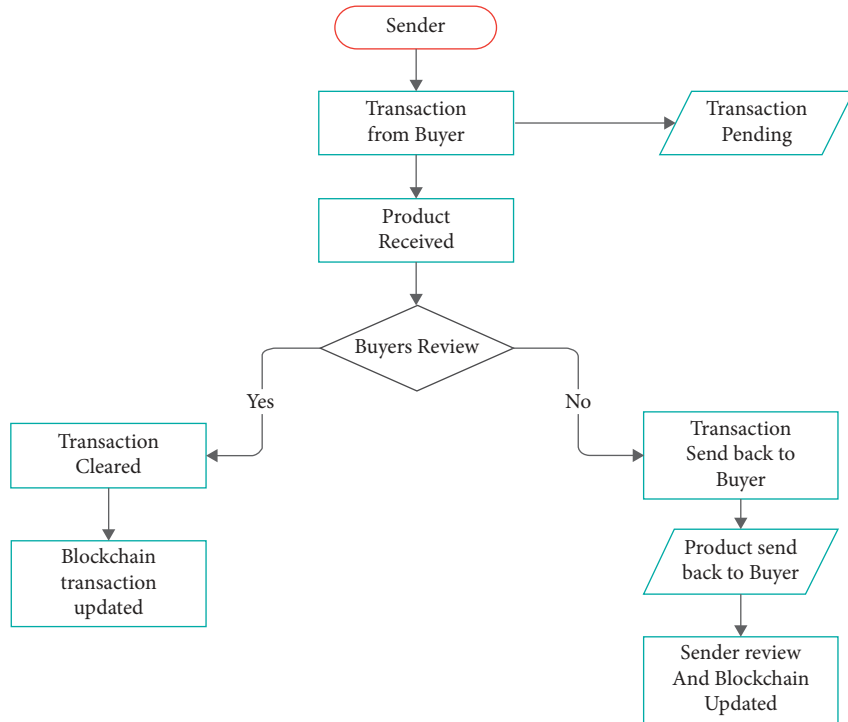 Sender
Transaction
from Buyer
Transaction
Pending
Product
Received
Buyers Review
Yes
No
Transaction
Cleared
Transaction
Send back to
Buyer
Blockchain
transaction
updated
Product send
back to Buyer
Sender review
And Blockchain
Updated